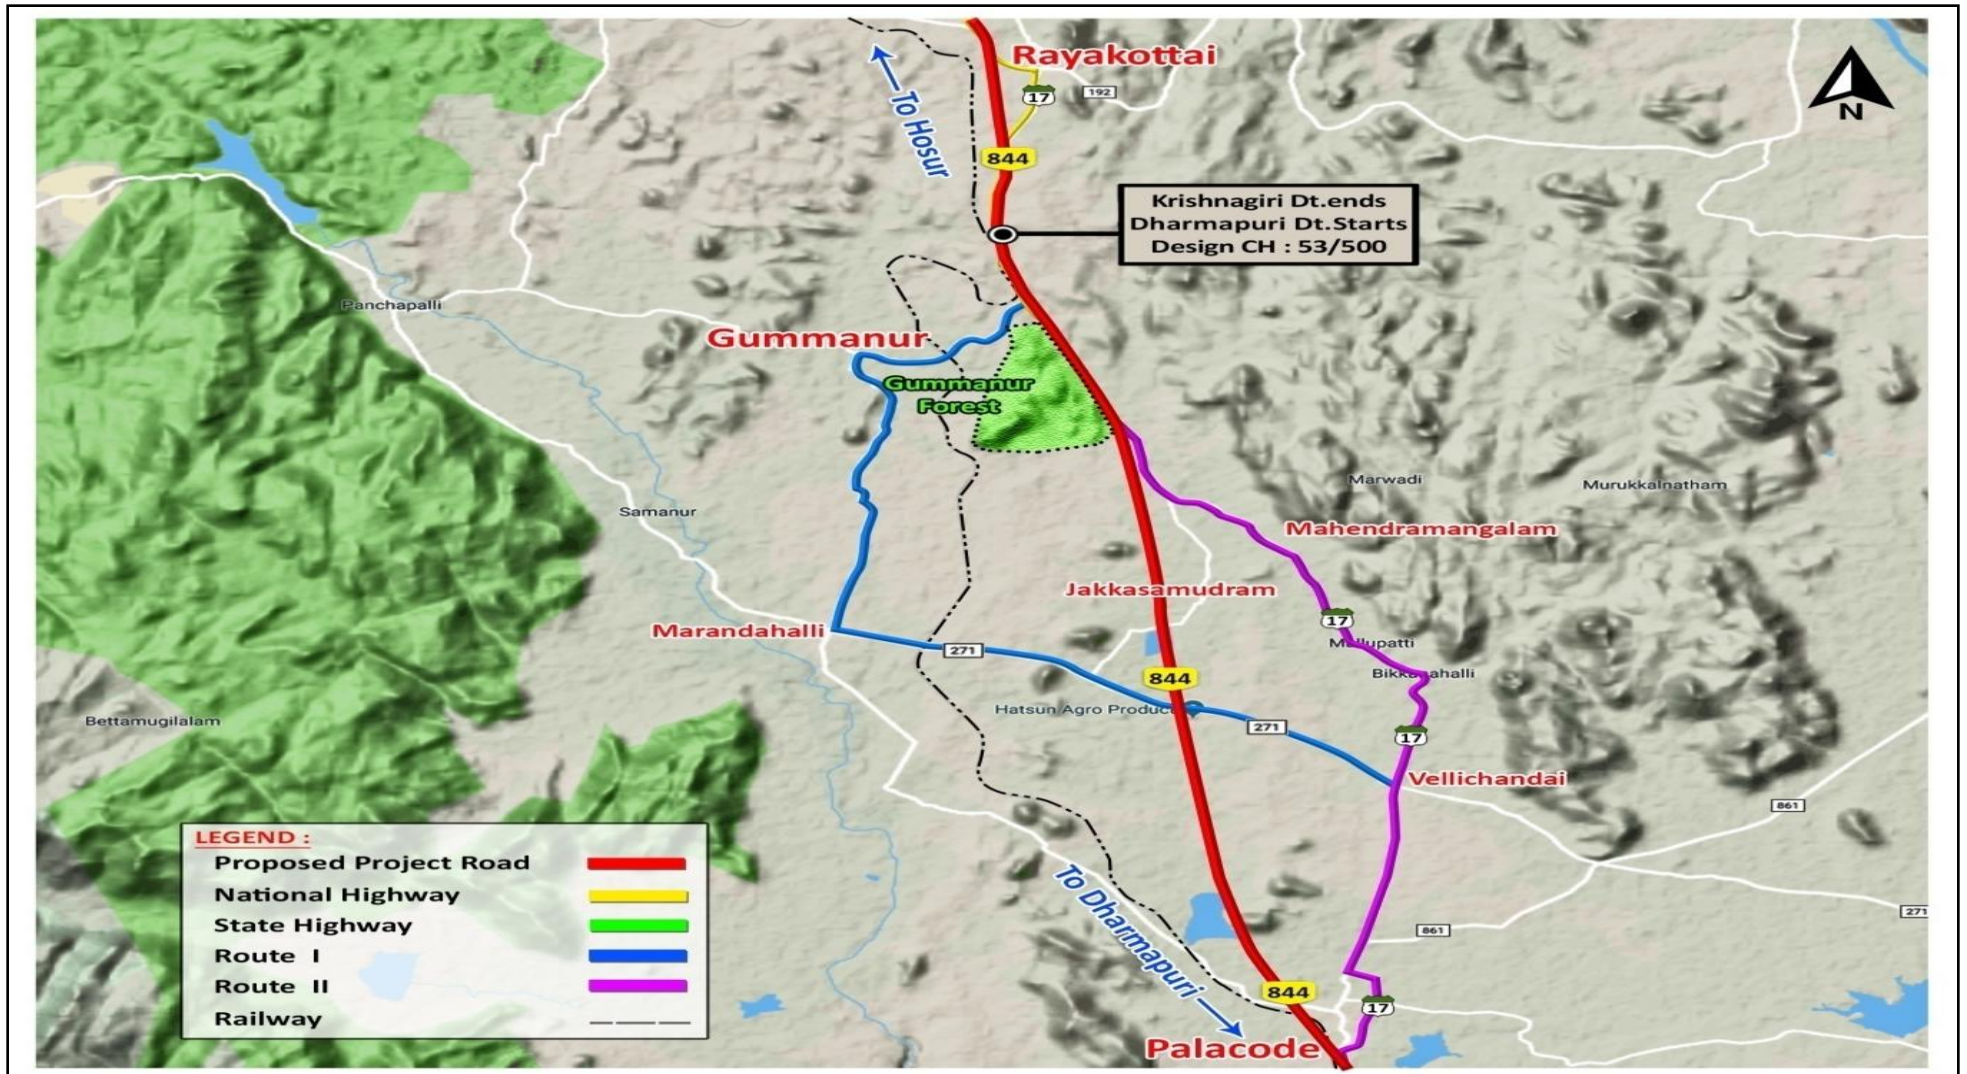 Rayakottai
17
192
To Hosur
844
Krishnagiri Dt.ends
Dharmapuri Dt.Starts
Design CH : 53/500
N
Panchapalli
Gummanur
Gummanur
Forest
Marwadi
Murukkalnatham
Samanur
Mahendramangalam
Jakkasamudram
17
Marandahalli
Mallupatti
271
Bikkanahalli
844
Hatsun Agro Product
Bettamugilalam
271
17
Vellichandai
861
LEGEND :
Proposed Project Road
National Highway
State Highway
Route I
Route II
Railway
To Dharmapuri
271
861
844
17
Palacode